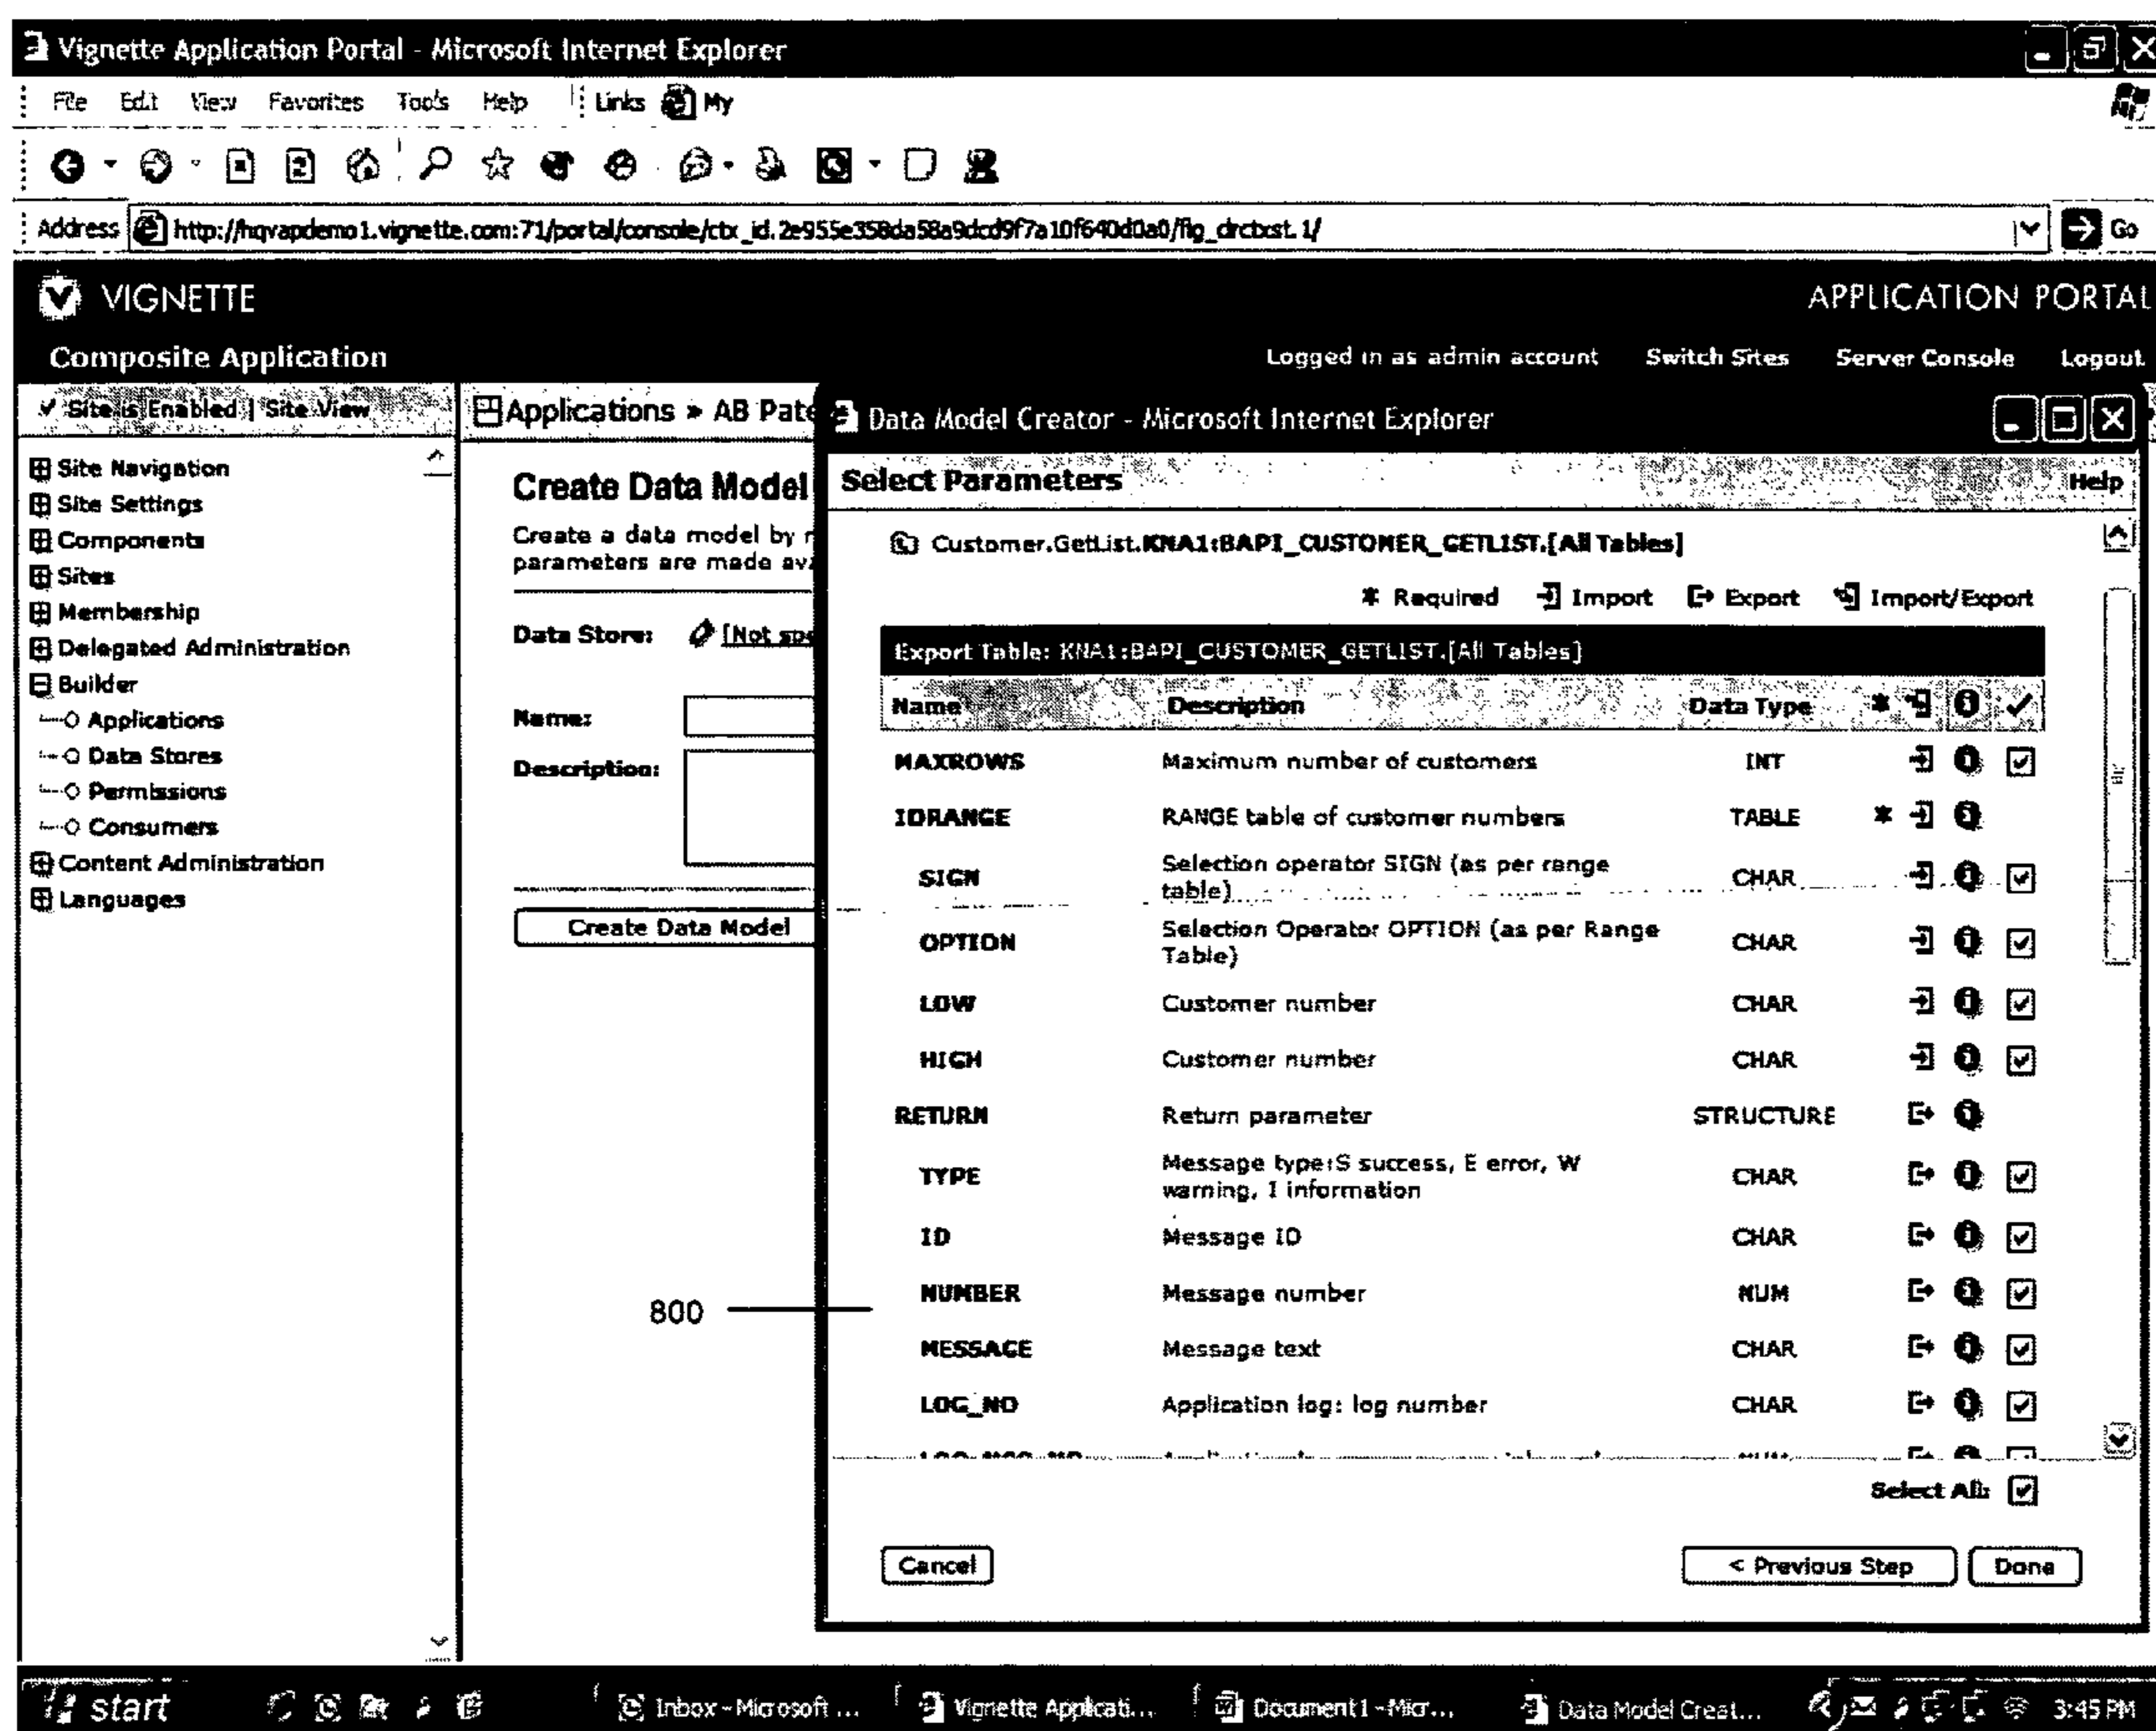 Vignette Application Portal - Microsoft Internet Explorer
File Edit View Favorites Tools Help Links My
Address http://hqvapdemo1.vignette.com:71/portal/console/ctx_id.2e955e358da58a9dcd9f7a10f640d0a0/flg_drctxst.1/ Go
VIGNETTE APPLICATION PORTAL
Composite Application Logged in as admin account Switch Sites Server Console Logout
Site is Enabled | Site View
Site Navigation
Site Settings
Components
Sites
Membership
Delegated Administration
Builder
Applications
Data Stores
Permissions
Consumers
Content Administration
Languages
Applications » AB Pate
Create Data Model
Create a data model by
parameters are made
Data Store: [Not
Name:
Description:
Create Data Model
800
Data Model Creator - Microsoft Internet Explorer
Select Parameters Help
Customer.GetList.KNA1:BAPI_CUSTOMER_GETLIST.[All Tables]
* Required Import Export Import/Export
Export Table: KNA1:BAPI_CUSTOMER_GETLIST.[All Tables]
Name Description Data Type *
MAXROWS Maximum number of customers INT
IDRANGE RANGE table of customer numbers TABLE *
SIGN Selection operator SIGN (as per range table) CHAR
OPTION Selection Operator OPTION (as per Range Table) CHAR
LOW Customer number CHAR
HIGH Customer number CHAR
RETURN Return parameter STRUCTURE
TYPE Message type:S success, E error, W warning, I information CHAR
ID Message ID CHAR
NUMBER Message number NUM
MESSAGE Message text CHAR
LOG_NO Application log: log number CHAR
Select All:
Cancel < Previous Step Done
start Inbox - Microsoft ... Vignette Applicati... Document1 - Micr... Data Model Creat... 3:45 PM